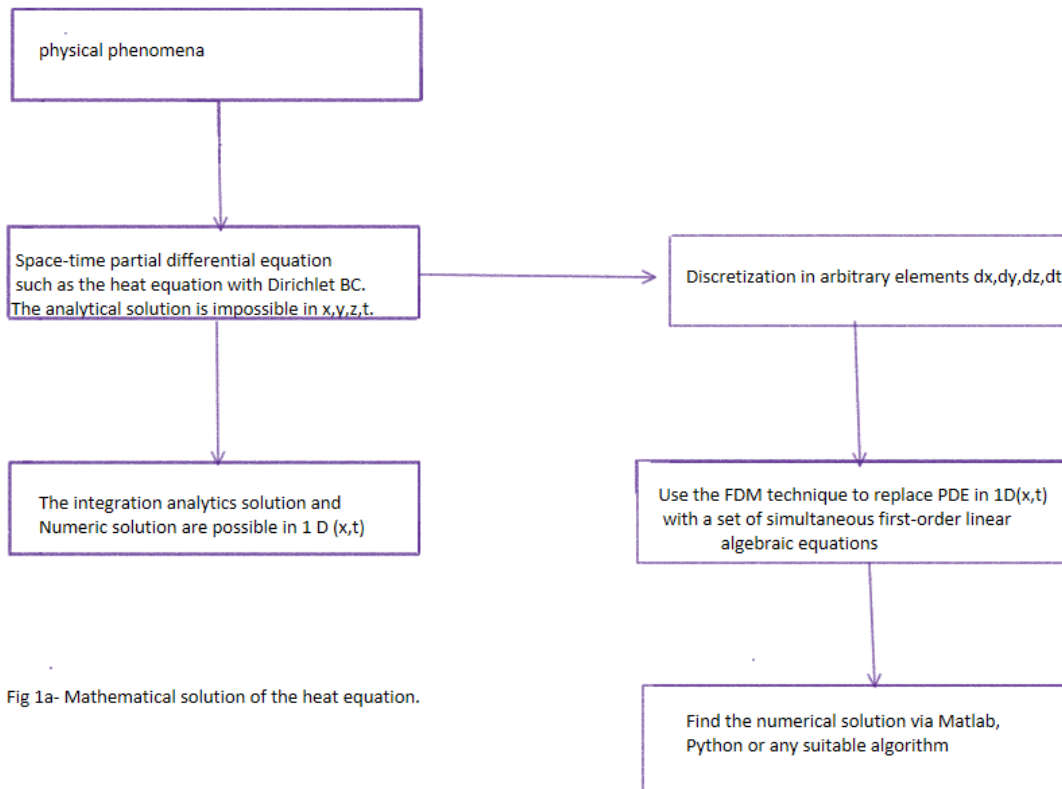 physical phenomena
Space-time partial differential equation
such as the heat equation with Dirichlet BC.
The analytical solution is impossible in x,y,z,t.
Discretization in arbitrary elements dx,dy,dz,dt
The integration analytics solution and
Numeric solution are possible in 1 D (x,t)
Use the FDM technique to replace PDE in 1D(x,t)
with a set of simultaneous first-order linear
algebraic equations
Fig 1a- Mathematical solution of the heat equation.
Find the numerical solution via Matlab,
Python or any suitable algorithm